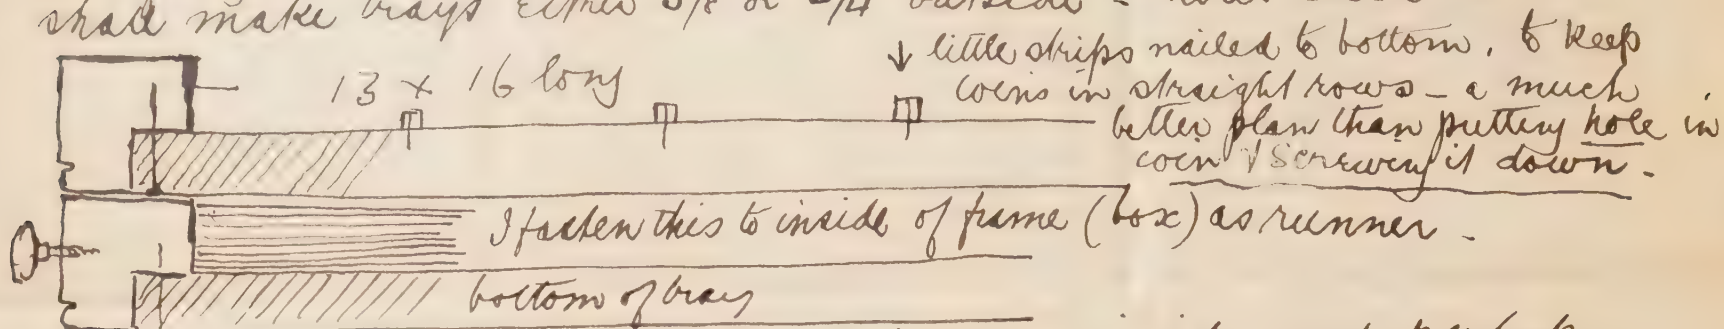 shall make trays either 5/8 or 3/4 outside -
13 x 16 long
↓ little strips nailed to bottom. to keep
coins in straight rows - a much
better plan than putting hole in
coin & screwing it down.
I fasten this to inside of frame (box) as runner -
bottom of tray